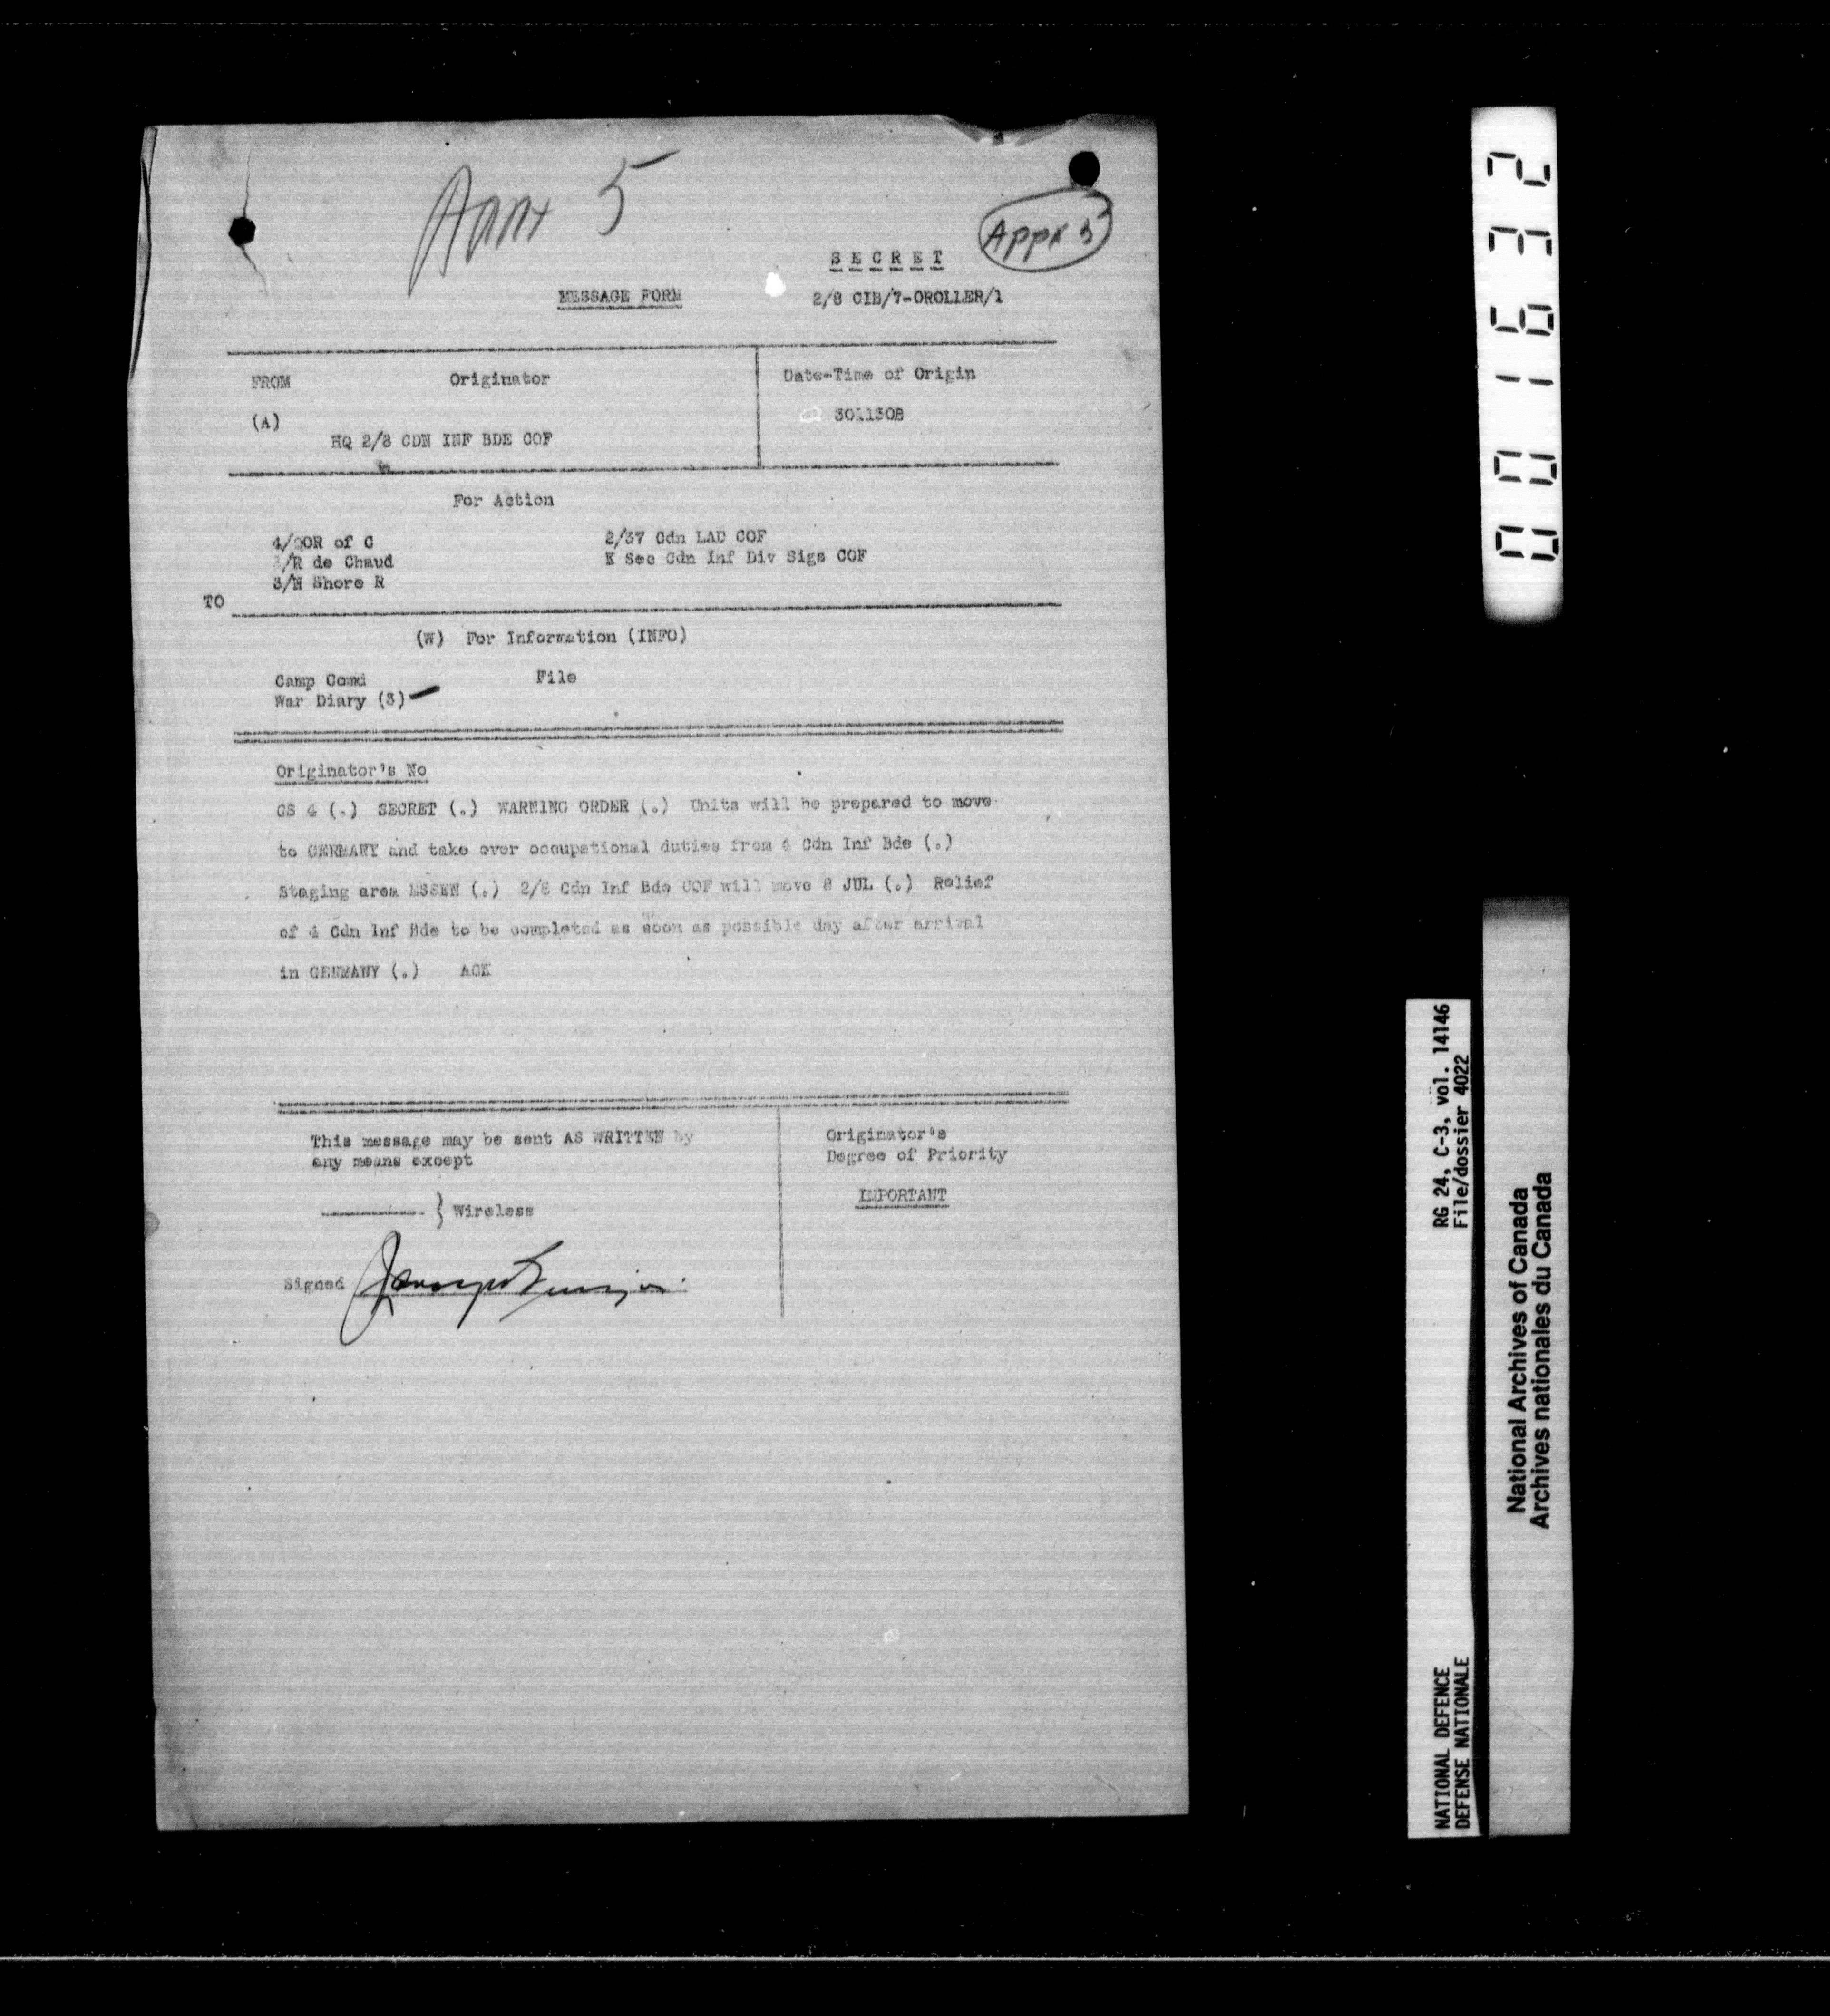 Appx 5
Appx 5
SECRET
MESSAGE FORM
2/8 CIB/7-OROLLER/1
FROM Originator
Date-Time of Origin
(A)
301130B
HQ 2/8 CDN INF BDE COF
For Action
4/QOR of C
2/37 Cdn LAD COF
/R de Chaud
K Sec Cdn Inf Div Sigs COF
3/N Shore R
TO
(W) For Information (INFO)
Camp Comd
File
War Diary (3)
Originator's No
GS 4 (.) SECRET (.) WARNING ORDER (.) Units will be prepared to move
to GERMANY and take over occupational duties from 4 Cdn Inf Bde (.)
Staging area ESSEN (.) 2/8 Cdn Inf Bde COF will move 8 JUL (.) Relief
of 4 Cdn Inf Bde to be completed as soon as possible day after arrival
in GERMANY (.) ACK
This message may be sent AS WRITTEN by
any means except
Originator's
Degree of Priority
IMPORTANT
} Wireless
Signed
001632
RG 24, C-3, vol. 14146
File/dossier 4022
NATIONAL DEFENCE
DEFENSE NATIONALE
National Archives of Canada
Archives nationales du Canada